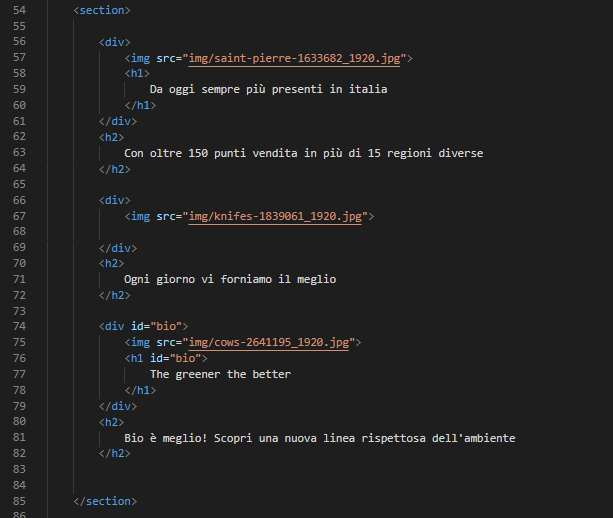 54 <section>
55
56 <div>
57 <img src="img/saint-pierre-1633682_1920.jpg">
58 <h1>
59 Da oggi sempre più presenti in italia
60 </h1>
61 </div>
62 <h2>
63 Con oltre 150 punti vendita in più di 15 regioni diverse
64 </h2>
65
66 <div>
67 <img src="img/knifes-1839061_1920.jpg">
68
69 </div>
70 <h2>
71 Ogni giorno vi forniamo il meglio
72 </h2>
73
74 <div id="bio">
75 <img src="img/cows-2641195_1920.jpg">
76 <h1 id="bio">
77 The greener the better
78 </h1>
79 </div>
80 <h2>
81 Bio è meglio! Scopri una nuova linea rispettosa dell'ambiente
82 </h2>
83
84
85 </section>
86